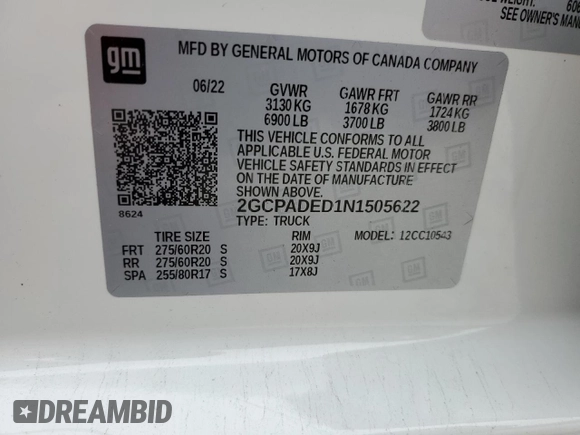 606
SEE OWNER'S MANU
gm
MFD BY GENERAL MOTORS OF CANADA COMPANY
06/22 GVWR GAWR FRT GAWR RR
3130 KG 1678 KG 1724 KG
6900 LB 3700 LB 3800 LB
THIS VEHICLE CONFORMS TO ALL
APPLICABLE U.S. FEDERAL MOTOR
VEHICLE SAFETY STANDARDS IN EFFECT
ON THE DATE OF MANUFACTURE
SHOWN ABOVE.
8624
2GCPADED1N1505622
TYPE: TRUCK MODEL: 12CC10543
TIRE SIZE RIM
FRT 275/60R20 S 20X9J
RR 275/60R20 S 20X9J
SPA 255/80R17 S 17X8J
DREAMBID